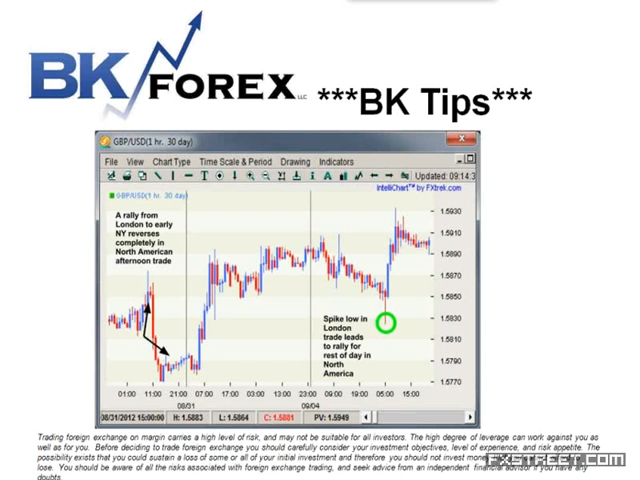 BK FOREX LLC
***BK Tips***
GBP/USD(1 hr. 30 day)
File View Chart Type Time Scale & Period Drawing Indicators
Updated: 09:14:3
GBP/USD(1 hr. 30 day)
IntelliChart™ by FXtrek.com
A rally from
London to early
NY reverses
completely in
North American
afternoon trade
1.5930
1.5910
1.5890
1.5870
1.5850
1.5830
1.5810
1.5790
1.5770
Spike low in
London
trade leads
to rally for
rest of day in
North
America
01:00 07:00 15:00 23:00 07:00 15:00 22:00 04:00 09:00 17:00 05:00 15:00
08/31 09/04
08/31/2012 15:00:00 H: 1.5883 L: 1.5864 C: 1.5881 PV: 1.5949
Trading foreign exchange on margin carries a high level of risk, and may not be suitable for all investors. The high degree of leverage can work against you as
well as for you. Before deciding to trade foreign exchange you should carefully consider your investment objectives, level of experience, and risk appetite. The
possibility exists that you could sustain a loss of some or all of your initial investment and therefore you should not invest
lose. You should be aware of all the risks associated with foreign exchange trading, and seek advice from an independent financial advisor if you have any
doubts.
FXSTREET.COM